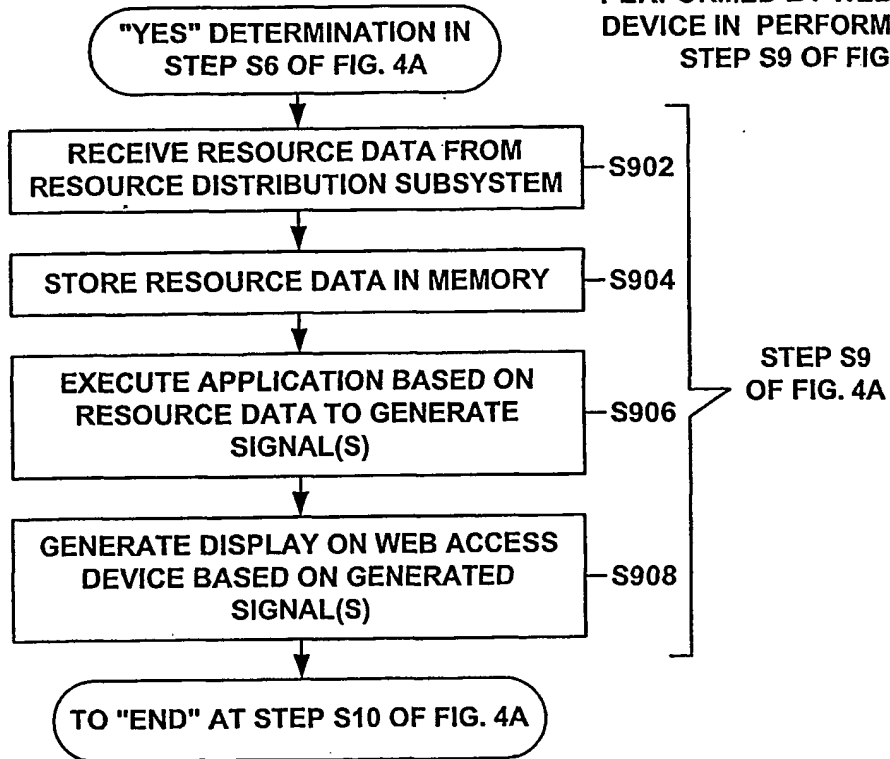 PERFORMED BY
DEVICE IN PERFORM
STEP S9 OF FIG
"YES" DETERMINATION IN
STEP S6 OF FIG. 4A
RECEIVE RESOURCE DATA FROM
RESOURCE DISTRIBUTION SUBSYSTEM
S902
STORE RESOURCE DATA IN MEMORY
S904
EXECUTE APPLICATION BASED ON
RESOURCE DATA TO GENERATE
SIGNAL(S)
S906
STEP S9
OF FIG. 4A
GENERATE DISPLAY ON WEB ACCESS
DEVICE BASED ON GENERATED
SIGNAL(S)
S908
TO "END" AT STEP S10 OF FIG. 4A